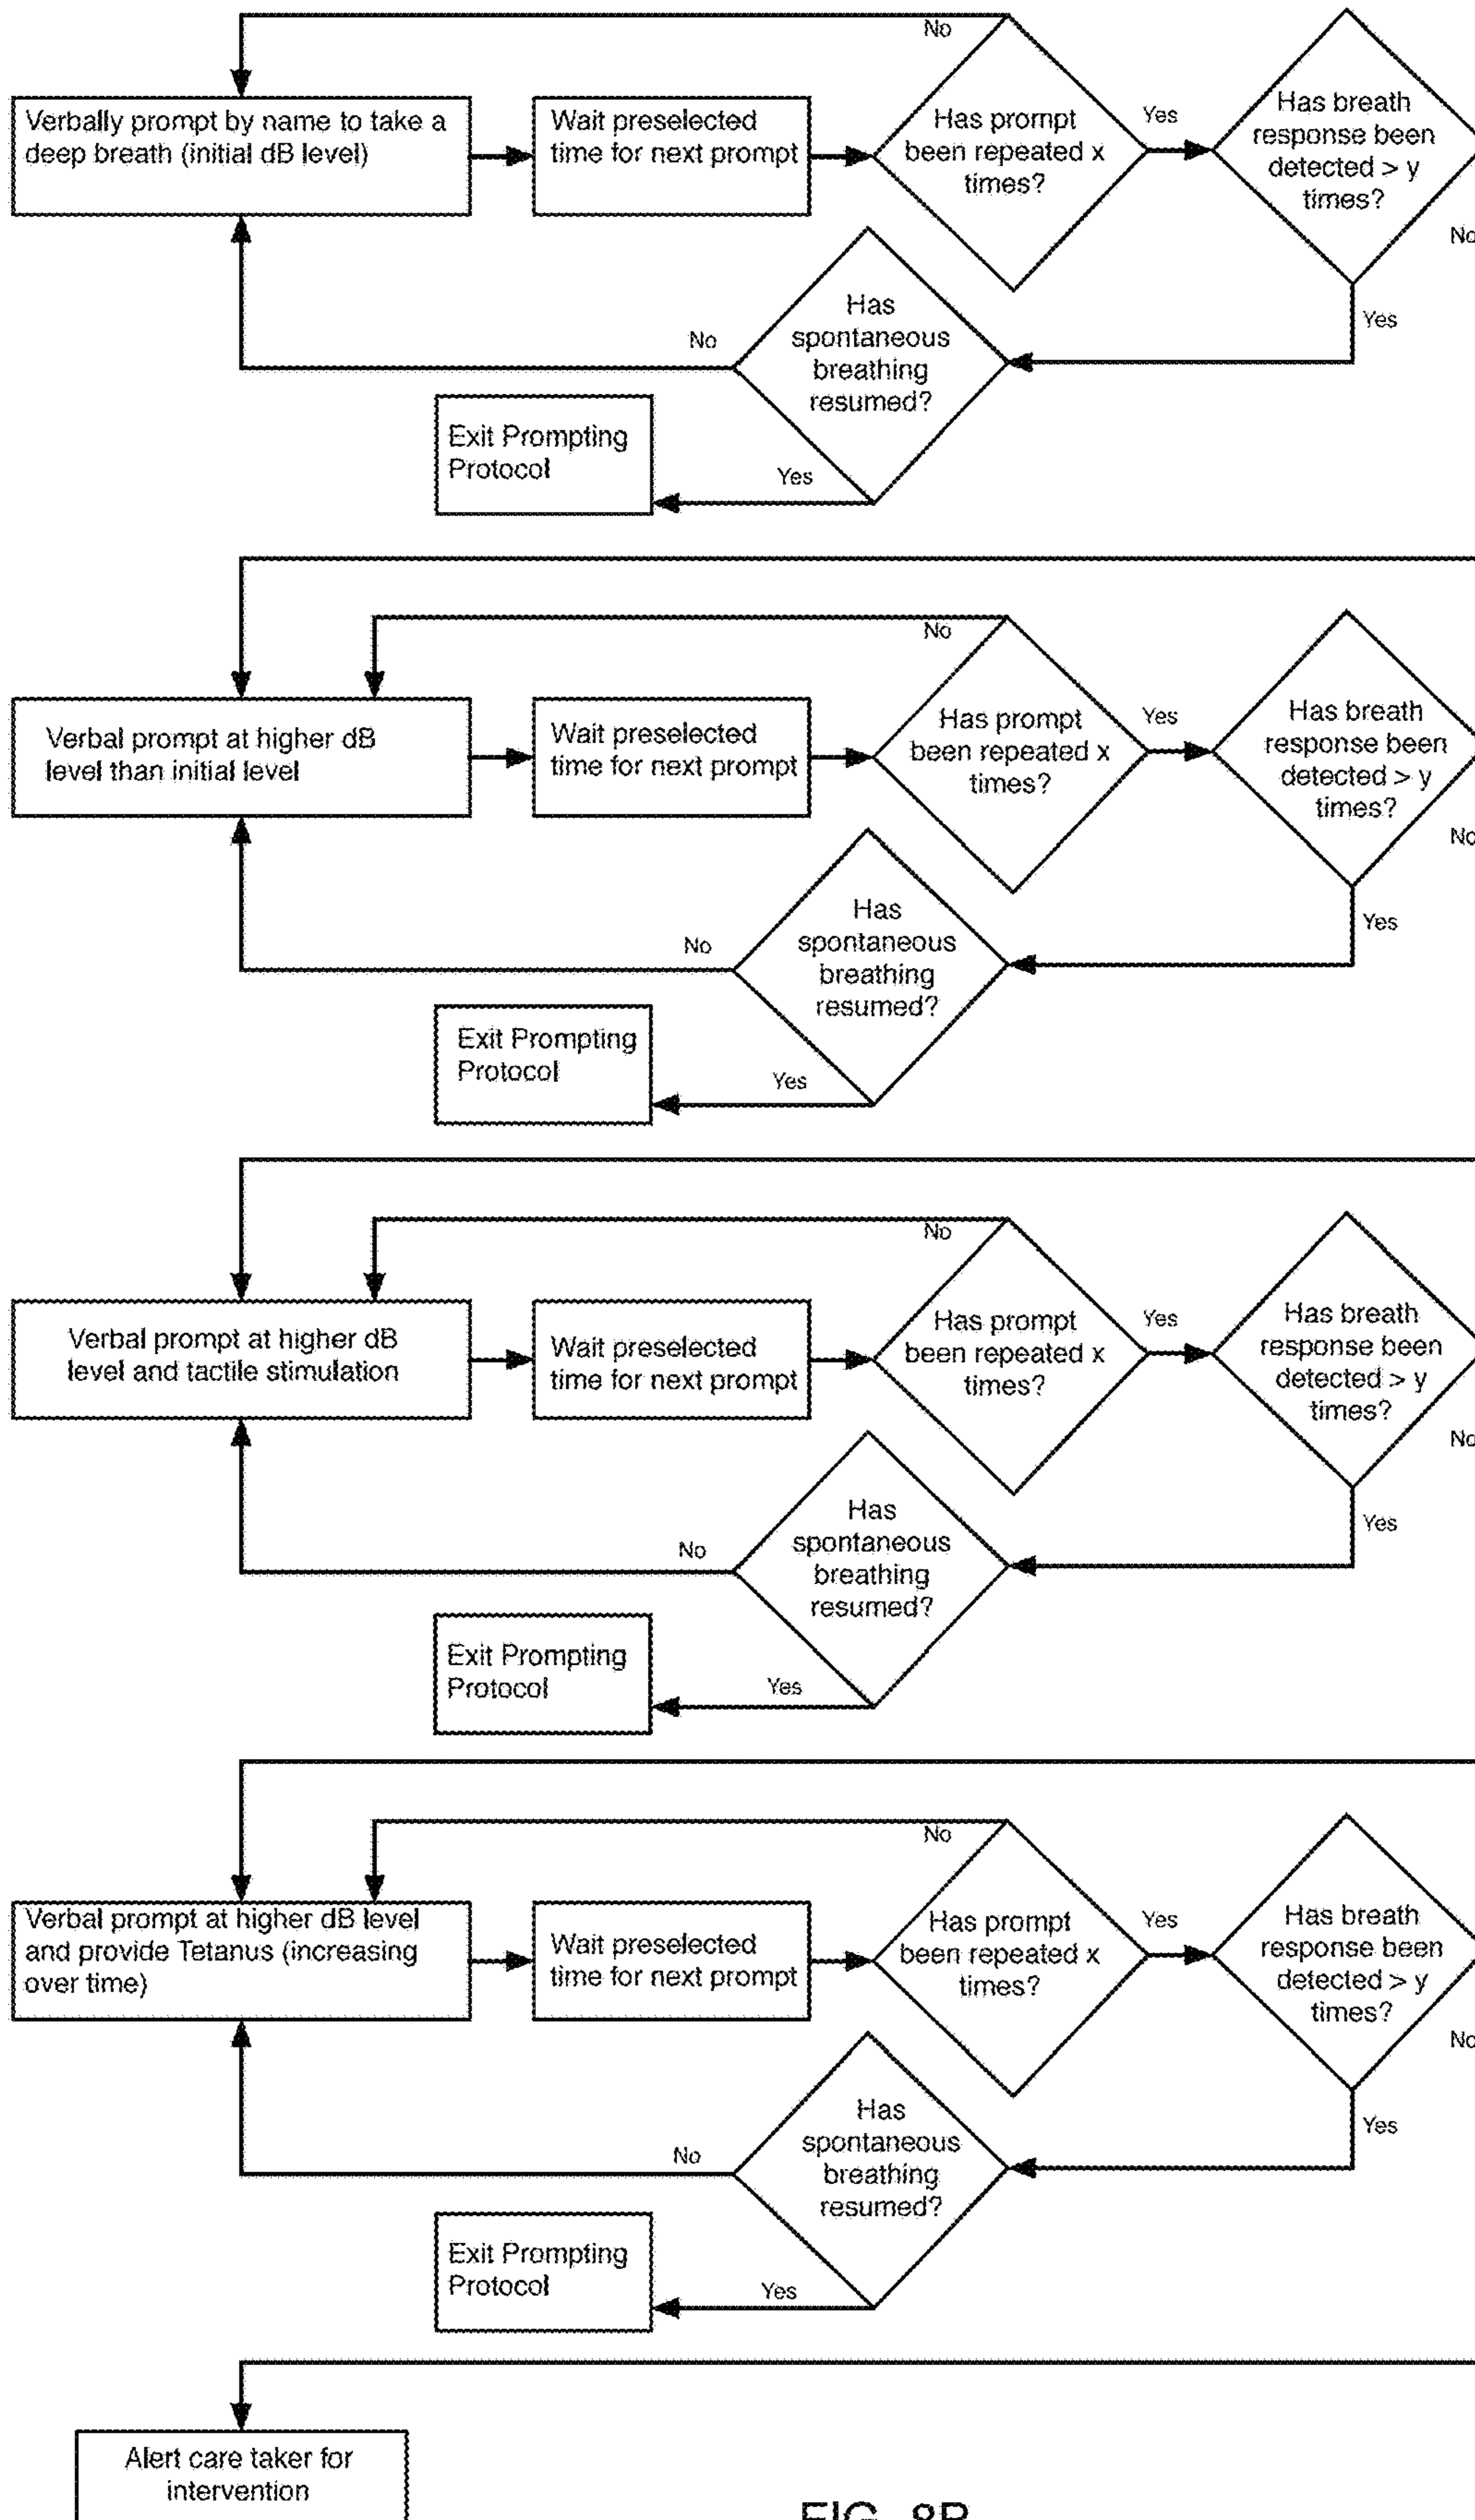 No
Verbally prompt by name to take a
deep breath (initial dB level)
Wait preselected
time for next prompt
Has prompt
been repeated x
times?
Yes
Has breath
response been
detected > y
times?
No
Yes
Has
spontaneous
breathing
resumed?
No
Yes
Exit Prompting
Protocol
No
Verbal prompt at higher dB
level than initial level
Wait preselected
time for next prompt
Has prompt
been repeated x
times?
Yes
Has breath
response been
detected > y
times?
No
Yes
Has
spontaneous
breathing
resumed?
No
Yes
Exit Prompting
Protocol
No
Verbal prompt at higher dB
level and tactile stimulation
Wait preselected
time for next prompt
Has prompt
been repeated x
times?
Yes
Has breath
response been
detected > y
times?
No
Yes
Has
spontaneous
breathing
resumed?
No
Yes
Exit Prompting
Protocol
No
Verbal prompt at higher dB level
and provide Tetanus (increasing
over time)
Wait preselected
time for next prompt
Has prompt
been repeated x
times?
Yes
Has breath
response been
detected > y
times?
No
Yes
Has
spontaneous
breathing
resumed?
No
Yes
Exit Prompting
Protocol
Alert care taker for
intervention
FIG. 8B